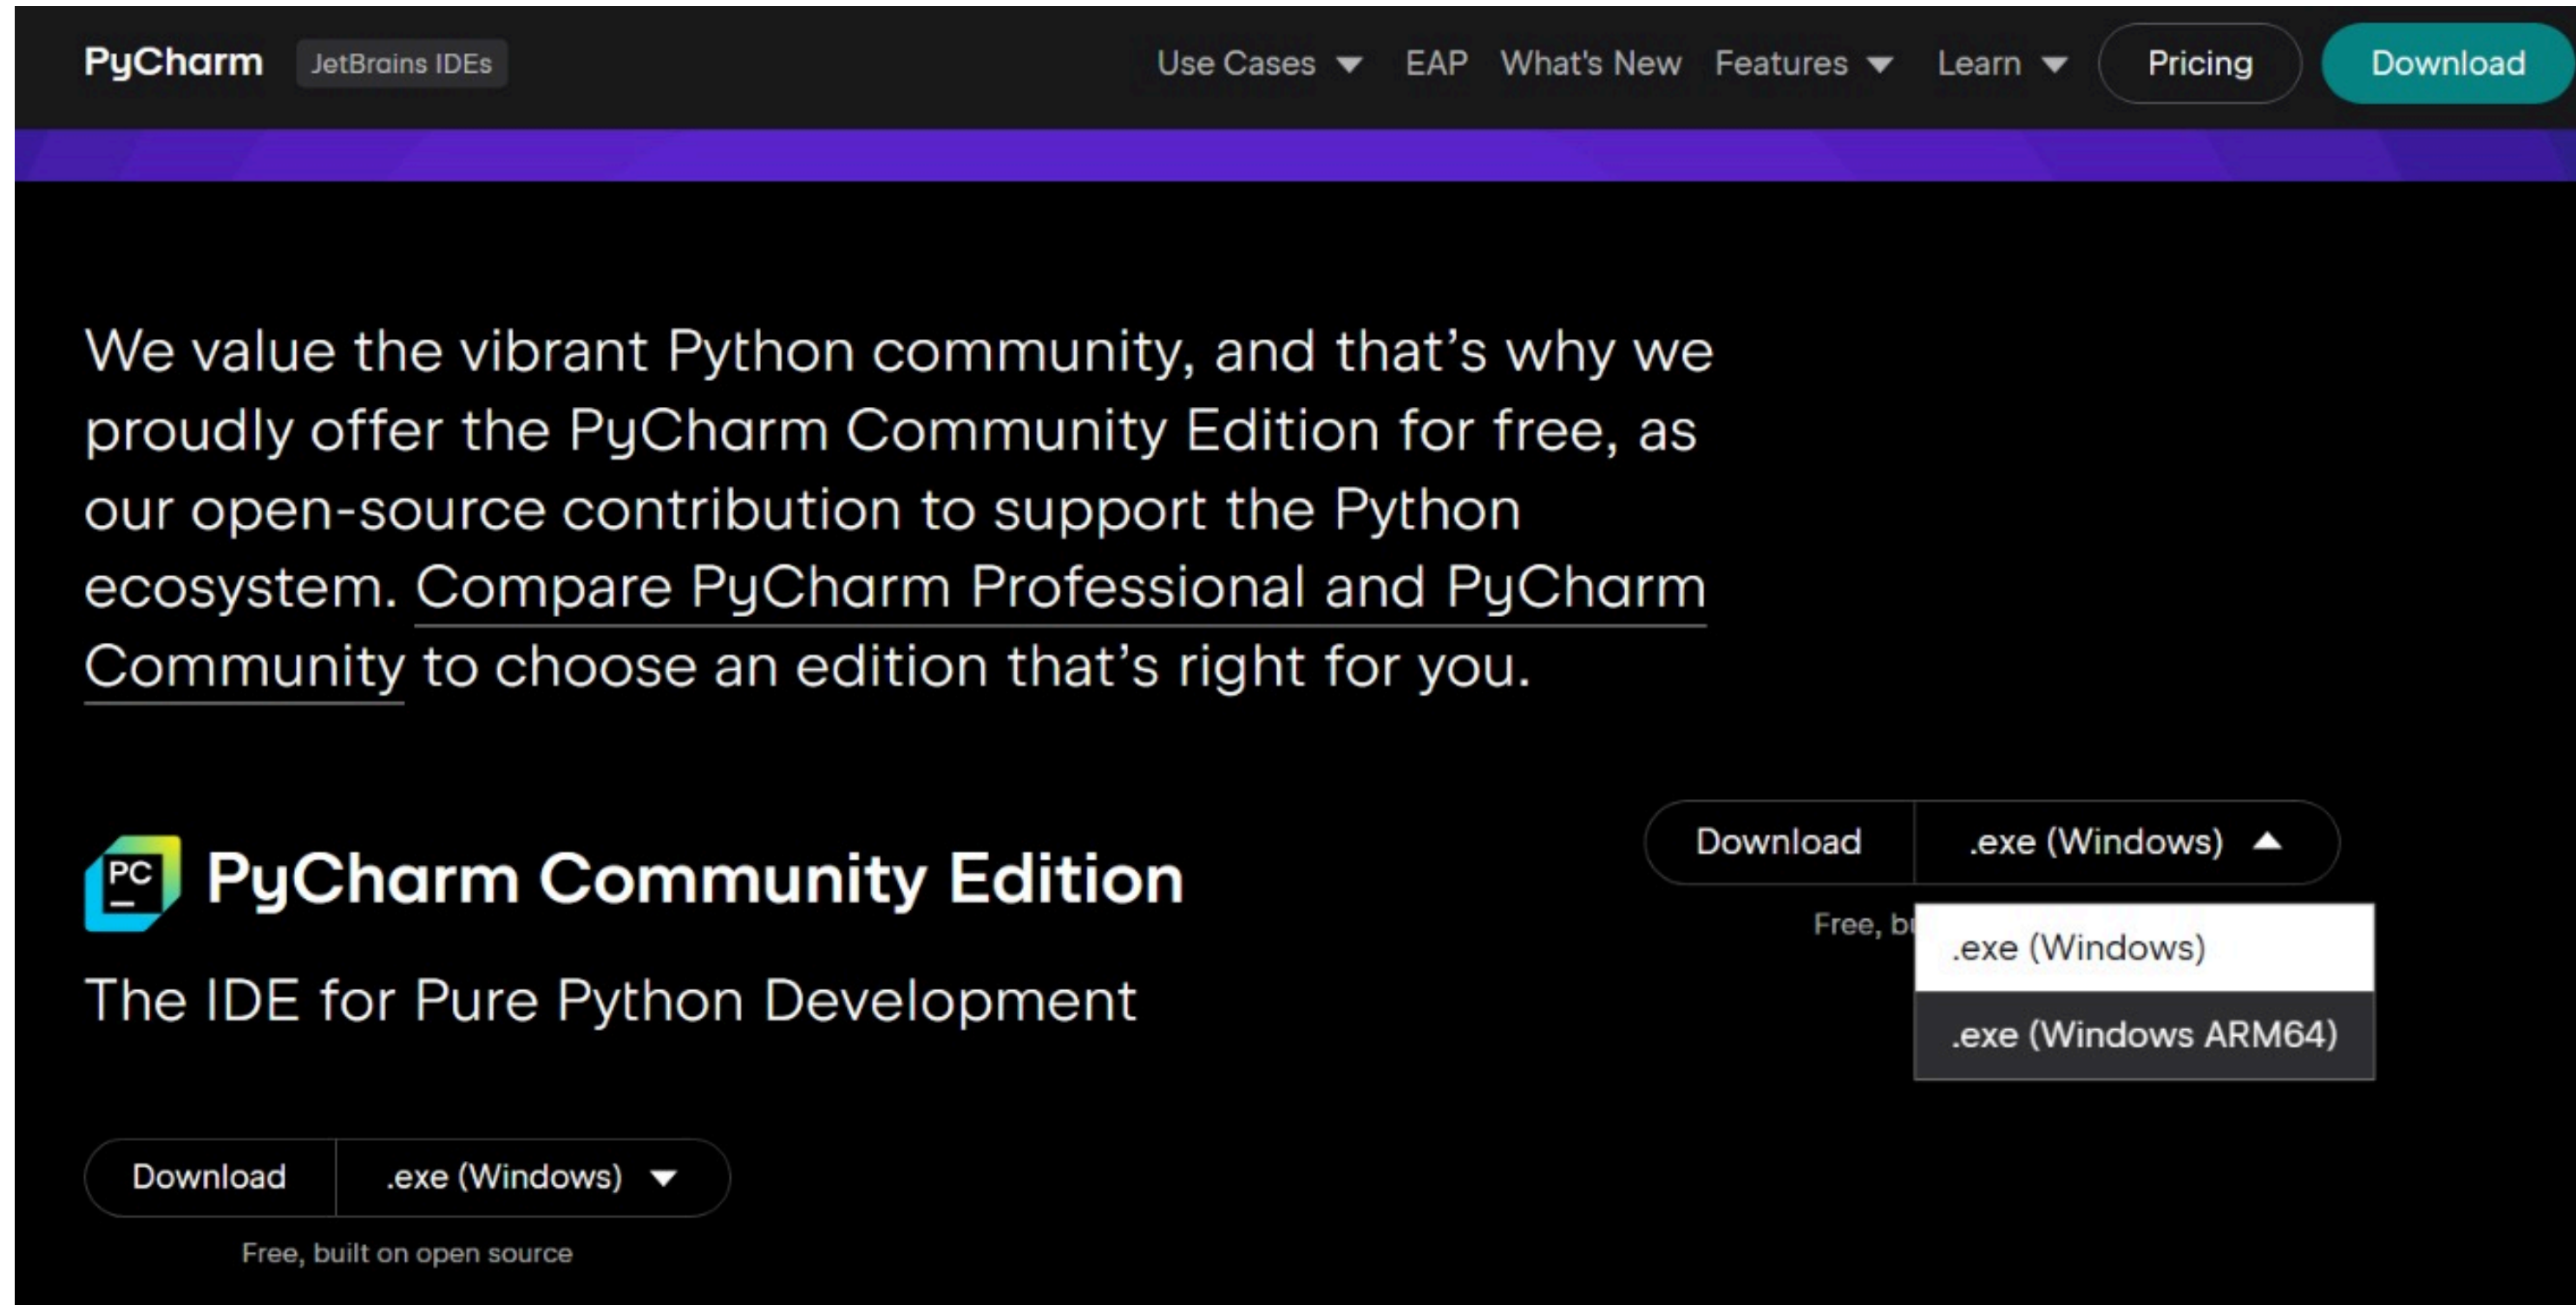 PyCharm JetBrains IDEs Use Cases EAP What's New Features Learn Pricing Download
We value the vibrant Python community, and that’s why we
proudly offer the PyCharm Community Edition for free, as
our open-source contribution to support the Python
ecosystem. Compare PyCharm Professional and PyCharm
Community to choose an edition that’s right for you.
PC
PyCharm Community Edition
The IDE for Pure Python Development
Download .exe (Windows)
Free, built on open source
Download .exe (Windows)
Free,
.exe (Windows)
.exe (Windows ARM64)